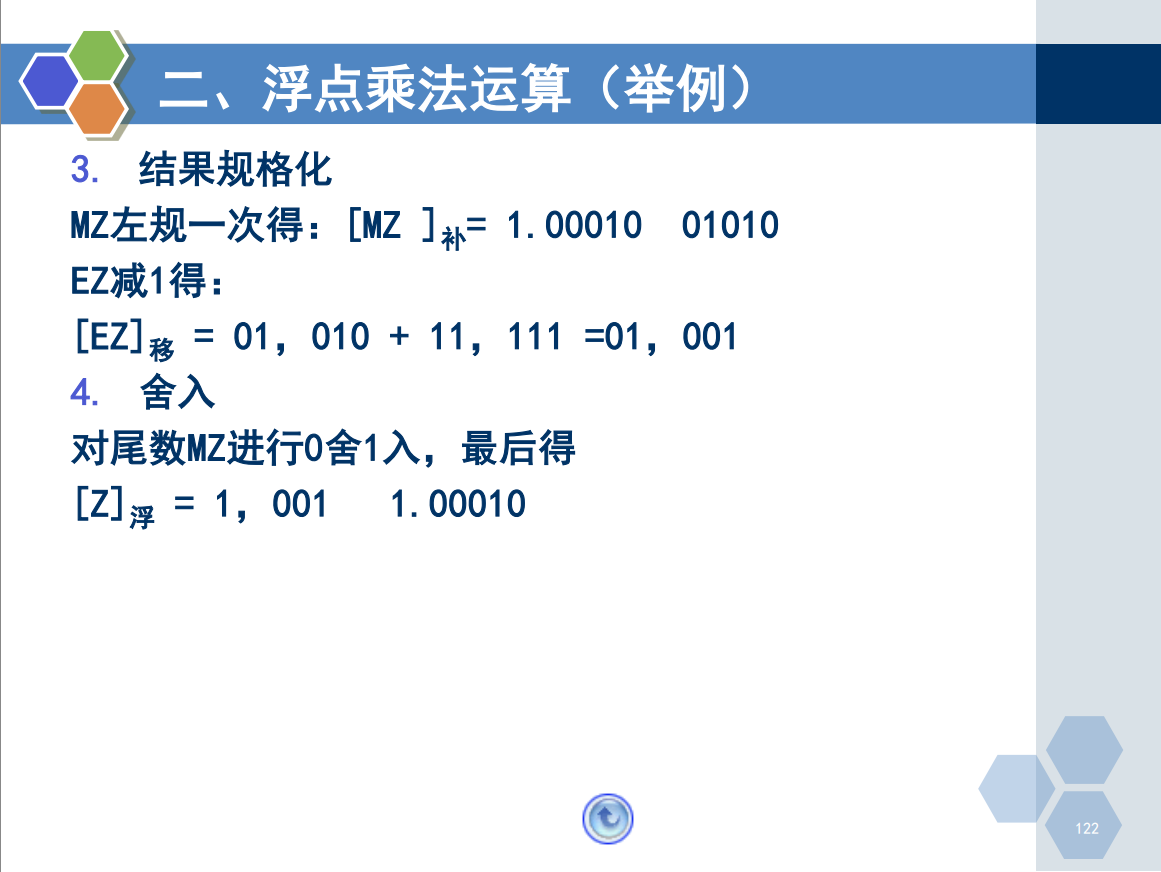 二、浮点乘法运算（举例）
3. 结果规格化
MZ左规一次得：[MZ ]补= 1.00010  01010
EZ减1得：
[EZ]移 = 01，010 + 11，111 =01，001
4. 舍入
对尾数MZ进行0舍1入，最后得
[Z]浮 = 1，001   1.00010
122